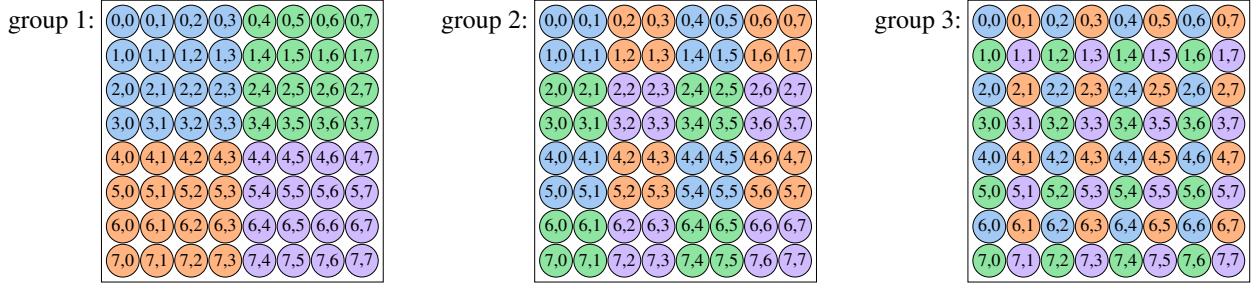 group 1: 0,0 0,1 0,2 0,3 0,4 0,5 0,6 0,7
1,0 1,1 1,2 1,3 1,4 1,5 1,6 1,7
2,0 2,1 2,2 2,3 2,4 2,5 2,6 2,7
3,0 3,1 3,2 3,3 3,4 3,5 3,6 3,7
4,0 4,1 4,2 4,3 4,4 4,5 4,6 4,7
5,0 5,1 5,2 5,3 5,4 5,5 5,6 5,7
6,0 6,1 6,2 6,3 6,4 6,5 6,6 6,7
7,0 7,1 7,2 7,3 7,4 7,5 7,6 7,7
group 2: 0,0 0,1 0,2 0,3 0,4 0,5 0,6 0,7
1,0 1,1 1,2 1,3 1,4 1,5 1,6 1,7
2,0 2,1 2,2 2,3 2,4 2,5 2,6 2,7
3,0 3,1 3,2 3,3 3,4 3,5 3,6 3,7
4,0 4,1 4,2 4,3 4,4 4,5 4,6 4,7
5,0 5,1 5,2 5,3 5,4 5,5 5,6 5,7
6,0 6,1 6,2 6,3 6,4 6,5 6,6 6,7
7,0 7,1 7,2 7,3 7,4 7,5 7,6 7,7
group 3: 0,0 0,1 0,2 0,3 0,4 0,5 0,6 0,7
1,0 1,1 1,2 1,3 1,4 1,5 1,6 1,7
2,0 2,1 2,2 2,3 2,4 2,5 2,6 2,7
3,0 3,1 3,2 3,3 3,4 3,5 3,6 3,7
4,0 4,1 4,2 4,3 4,4 4,5 4,6 4,7
5,0 5,1 5,2 5,3 5,4 5,5 5,6 5,7
6,0 6,1 6,2 6,3 6,4 6,5 6,6 6,7
7,0 7,1 7,2 7,3 7,4 7,5 7,6 7,7